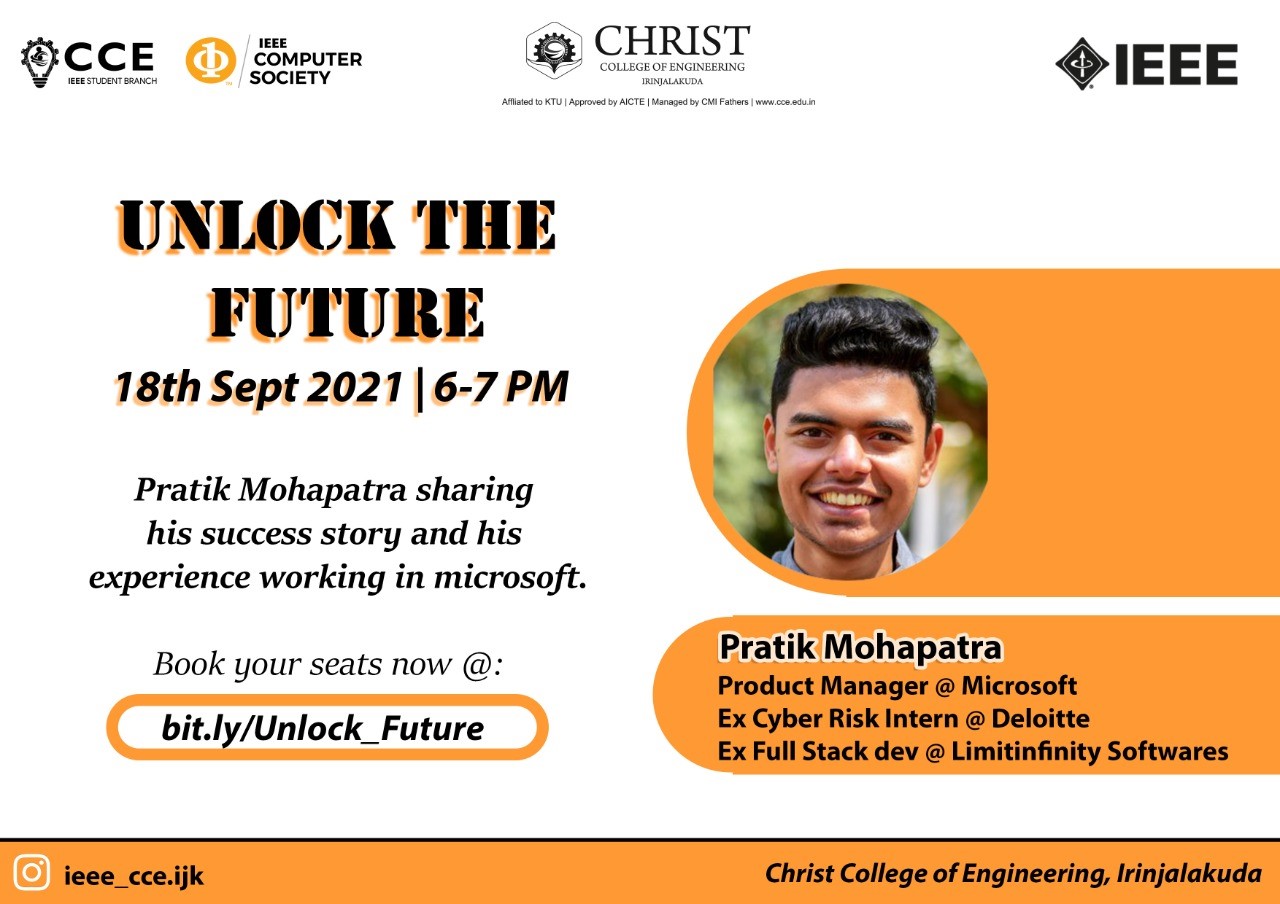 CCE
IEEE STUDENT BRANCH
IEEE
COMPUTER
SOCIETY
CHRIST
COLLEGE OF ENGINEERING
IRINJALAKUDA
Affliated to KTU | Approved by AICTE | Managed by CMI Fathers | www.cce.edu.in
IEEE
UNLOCK THE
FUTURE
18th Sept 2021 | 6-7 PM
Pratik Mohapatra sharing
his success story and his
experience working in microsoft.
Book your seats now @:
bit.ly/Unlock_Future
Pratik Mohapatra
Product Manager @ Microsoft
Ex Cyber Risk Intern @ Deloitte
Ex Full Stack dev @ Limitinfinity Softwares
ieee_cce.ijk
Christ College of Engineering, Irinjalakuda